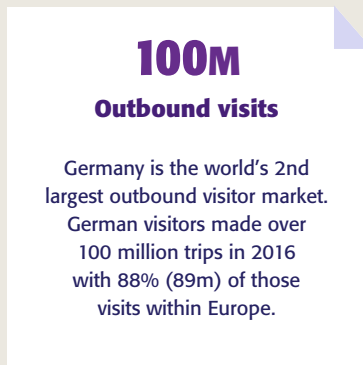 100M
Outbound visits
Germany is the world's 2nd
largest outbound visitor market.
German visitors made over
100 million trips in 2016
with 88% (89m) of those
visits within Europe.